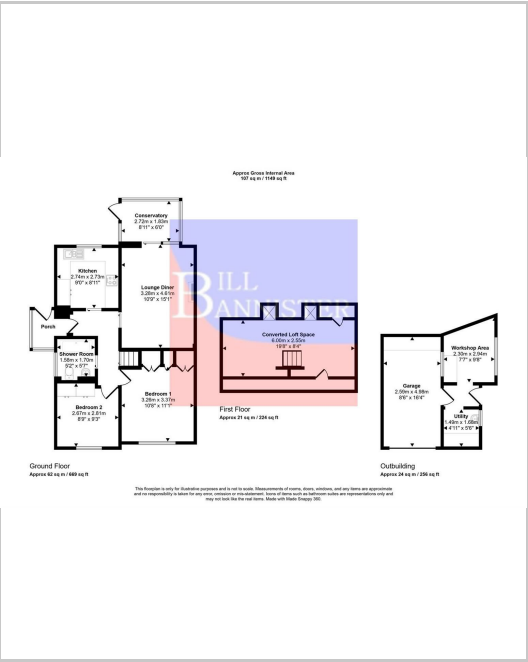 Approx Gross Internal Area
107 sq m / 1149 sq ft
Conservatory
2.72m x 1.83m
8'11" x 6'0"
Kitchen
2.74m x 2.73m
9'0" x 8'11"
Lounge Diner
3.28m x 4.61m
10'9" x 15'1"
Porch
Shower Room
1.58m x 1.70m
5'2" x 5'7"
Bedroom 2
2.67m x 2.81m
8'9" x 9'3"
Bedroom 1
3.26m x 3.37m
10'8" x 11'1"
Ground Floor
Approx 62 sq m / 669 sq ft
BILL
BANNISTER
Converted Loft Space
6.00m x 2.55m
19'8" x 8'4"
First Floor
Approx 21 sq m / 224 sq ft
Workshop Area
2.30m x 2.94m
7'7" x 9'8"
Garage
2.59m x 4.98m
8'6" x 16'4"
Utility
1.49m x 1.68m
4'11" x 5'6"
Outbuilding
Approx 24 sq m / 256 sq ft
This floorplan is only for illustrative purposes and is not to scale. Measurements of rooms, doors, windows, and any items are approximate
and no responsibility is taken for any error, omission or mis-statement. Icons of items such as bathroom suites are representations only and
may not look like the real items. Made with Made Snappy 360.